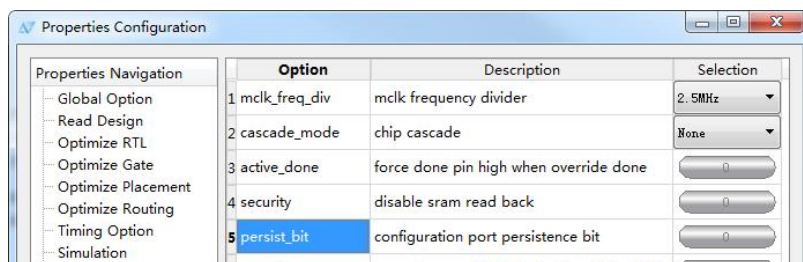 Properties Configuration
Properties Navigation
Global Option
Read Design
Optimize RTL
Optimize Gate
Optimize Placement
Optimize Routing
Timing Option
Simulation
Option Description Selection
1 mclk_freq_div mclk frequency divider 2.5MHz
2 cascade_mode chip cascade None
3 active_done force done pin high when override done 0
4 security disable sram read back 0
5 persist_bit configuration port persistence bit 0